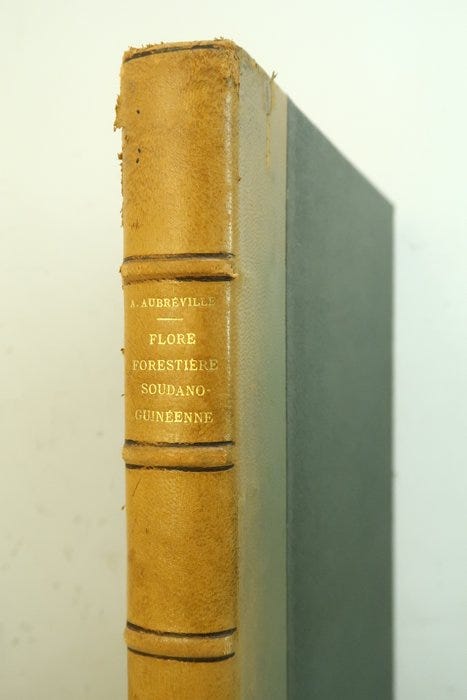 A. AUBRÉVILLE
FLORE
FORESTIÈRE
SOUDANO-
GUINÉENNE